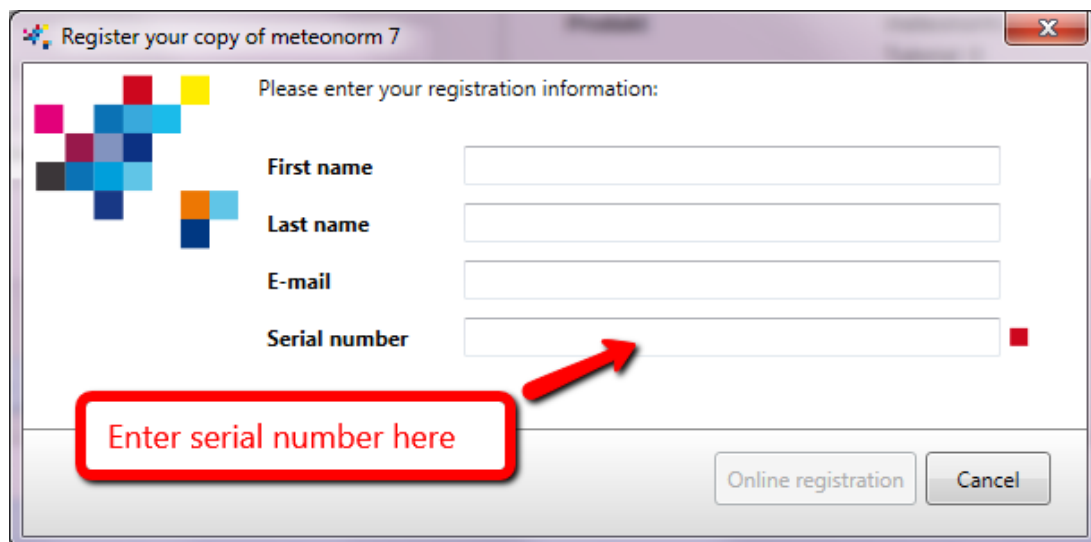 Register your copy of meteonorm 7
Please enter your registration information:
First name
Last name
E-mail
Serial number
Enter serial number here
Online registration
Cancel